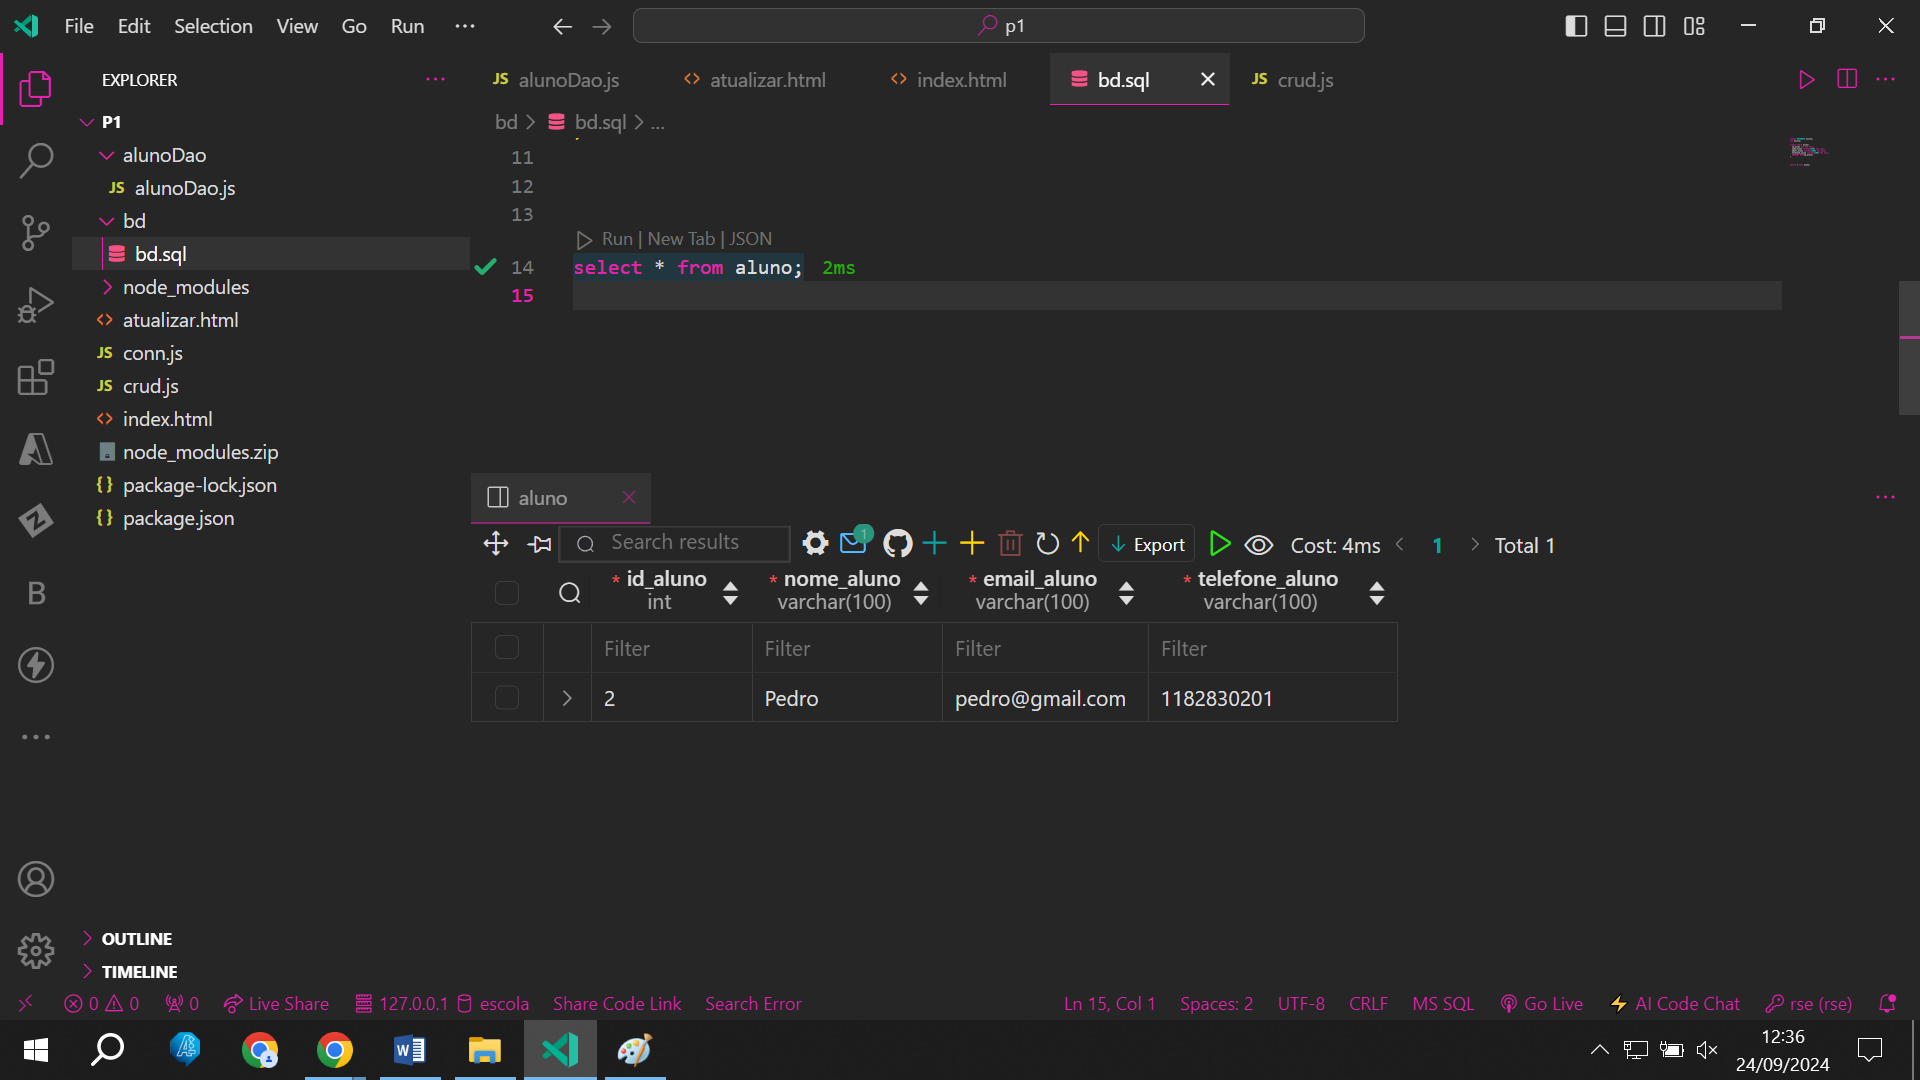 File Edit Selection View Go Run ··· p1
EXPLORER ···
JS alunoDao.js <> atualizar.html <> index.html bd.sql JS crud.js ···
P1
alunoDao
JS alunoDao.js
bd
bd.sql
node_modules
<> atualizar.html
JS conn.js
JS crud.js
<> index.html
node_modules.zip
{} package-lock.json
{} package.json
bd > bd.sql > ...
11
12
13
Run | New Tab | JSON
14 select * from aluno; 2ms
15
aluno ···
Search results 1 Export Cost: 4ms < 1 > Total 1
* id_aluno * nome_aluno * email_aluno * telefone_aluno
int varchar(100) varchar(100) varchar(100)
Filter Filter Filter Filter
2 Pedro pedro@gmail.com 1182830201
B
OUTLINE
TIMELINE
0 0 0 Live Share 127.0.0.1 escola Share Code Link Search Error Ln 15, Col 1 Spaces: 2 UTF-8 CRLF MS SQL Go Live AI Code Chat rse (rse)
12:36
24/09/2024